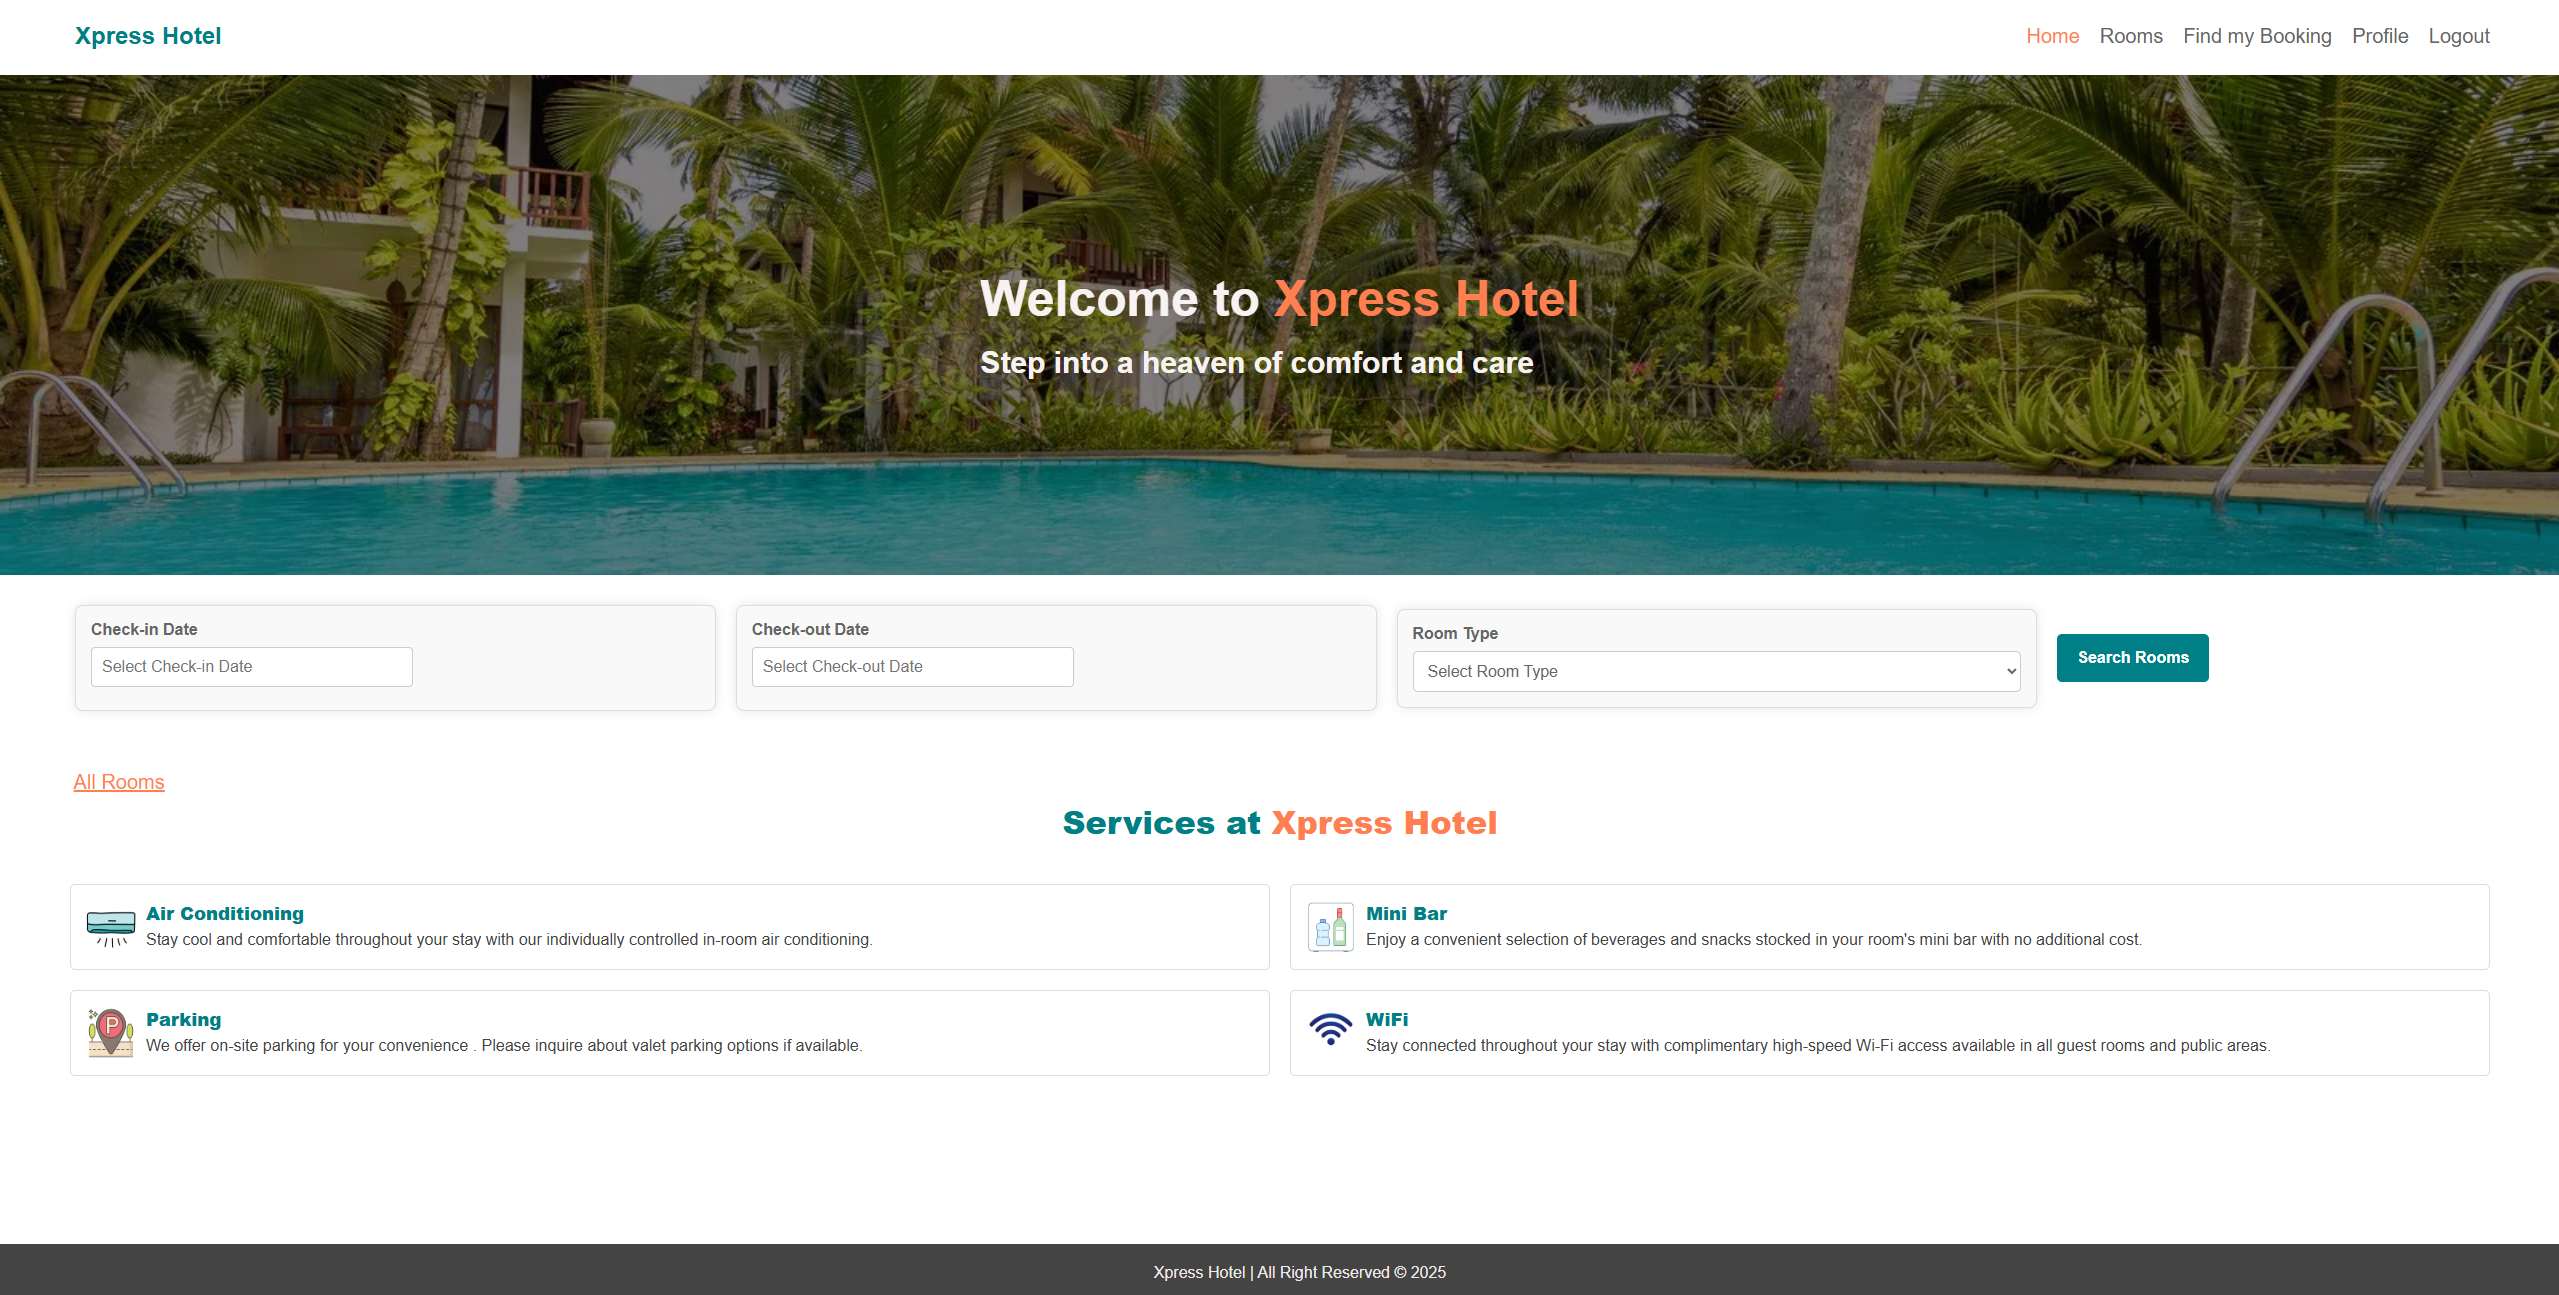 Xpress Hotel
Home Rooms Find my Booking Profile Logout
Welcome to Xpress Hotel
Step into a heaven of comfort and care
Check-in Date
Select Check-in Date
Check-out Date
Select Check-out Date
Room Type
Select Room Type
Search Rooms
All Rooms
Services at Xpress Hotel
Air Conditioning
Stay cool and comfortable throughout your stay with our individually controlled in-room air conditioning.
Mini Bar
Enjoy a convenient selection of beverages and snacks stocked in your room's mini bar with no additional cost.
P
Parking
We offer on-site parking for your convenience . Please inquire about valet parking options if available.
WiFi
Stay connected throughout your stay with complimentary high-speed Wi-Fi access available in all guest rooms and public areas.
Xpress Hotel | All Right Reserved © 2025